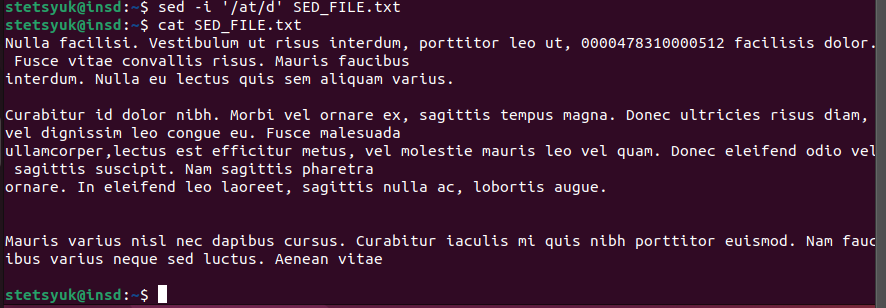 stetsyuk@insd:~$ sed -i '/at/d' SED_FILE.txt
stetsyuk@insd:~$ cat SED_FILE.txt
Nulla facilisi. Vestibulum ut risus interdum, porttitor leo ut, 0000478310000512 facilisis dolor.
 Fusce vitae convallis risus. Mauris faucibus
interdum. Nulla eu lectus quis sem aliquam varius.
Curabitur id dolor nibh. Morbi vel ornare ex, sagittis tempus magna. Donec ultricies risus diam,
vel dignissim leo congue eu. Fusce malesuada
ullamcorper,lectus est efficitur metus, vel molestie mauris leo vel quam. Donec eleifend odio vel
 sagittis suscipit. Nam sagittis pharetra
ornare. In eleifend leo laoreet, sagittis nulla ac, lobortis augue.
Mauris varius nisl nec dapibus cursus. Curabitur iaculis mi quis nibh porttitor euismod. Nam fauc
ibus varius neque sed luctus. Aenean vitae
stetsyuk@insd:~$